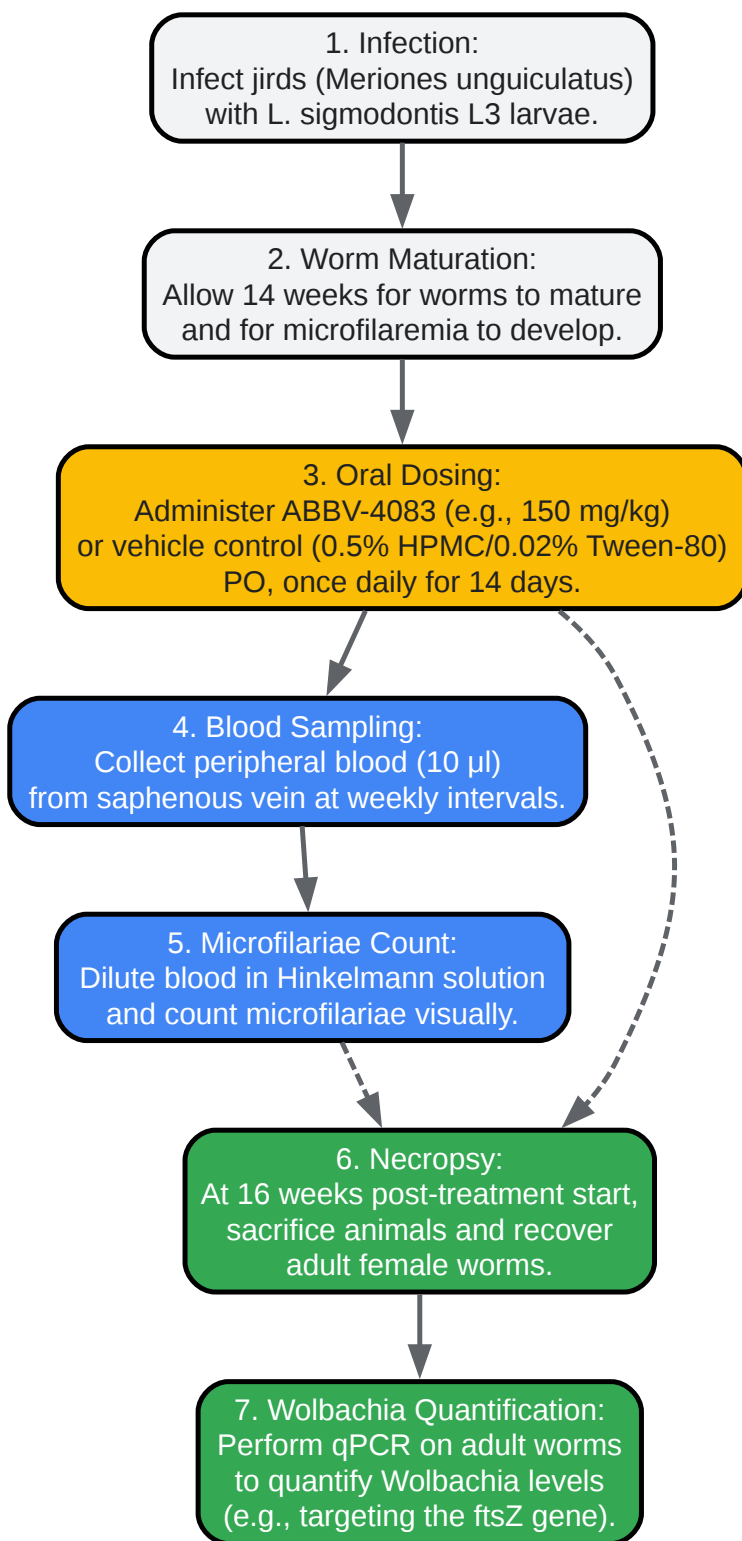 1. Infection:
Infect jirds (Meriones unguiculatus)
with L. sigmodontis L3 larvae.
2. Worm Maturation:
Allow 14 weeks for worms to mature
and for microfilaremia to develop.
3. Oral Dosing:
Administer ABBV-4083 (e.g., 150 mg/kg)
or vehicle control (0.5% HPMC/0.02% Tween-80)
PO, once daily for 14 days.
4. Blood Sampling:
Collect peripheral blood (10 µl)
from saphenous vein at weekly intervals.
5. Microfilariae Count:
Dilute blood in Hinkelmann solution
and count microfilariae visually.
6. Necropsy:
At 16 weeks post-treatment start,
sacrifice animals and recover
adult female worms.
7. Wolbachia Quantification:
Perform qPCR on adult worms
to quantify Wolbachia levels
(e.g., targeting the ftsZ gene).